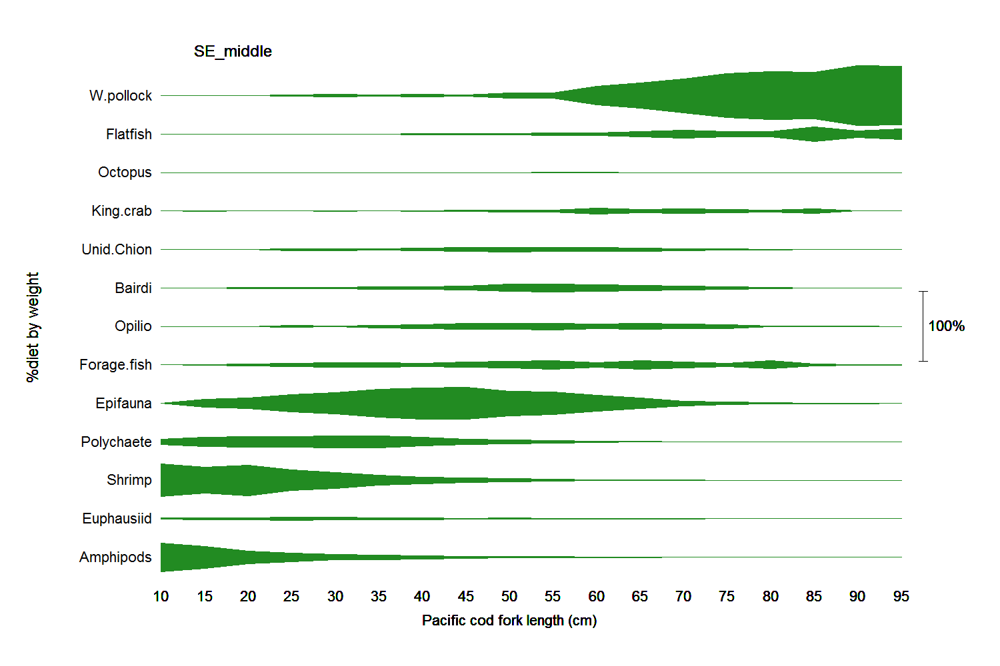 SE_middle
W.pollock
Flatfish
Octopus
King.crab
Unid.Chion
Bairdi
Opilio
Forage.fish
Epifauna
Polychaete
Shrimp
Euphausiid
Amphipods
%diet by weight
100%
10 15 20 25 30 35 40 45 50 55 60 65 70 75 80 85 90 95
Pacific cod fork length (cm)